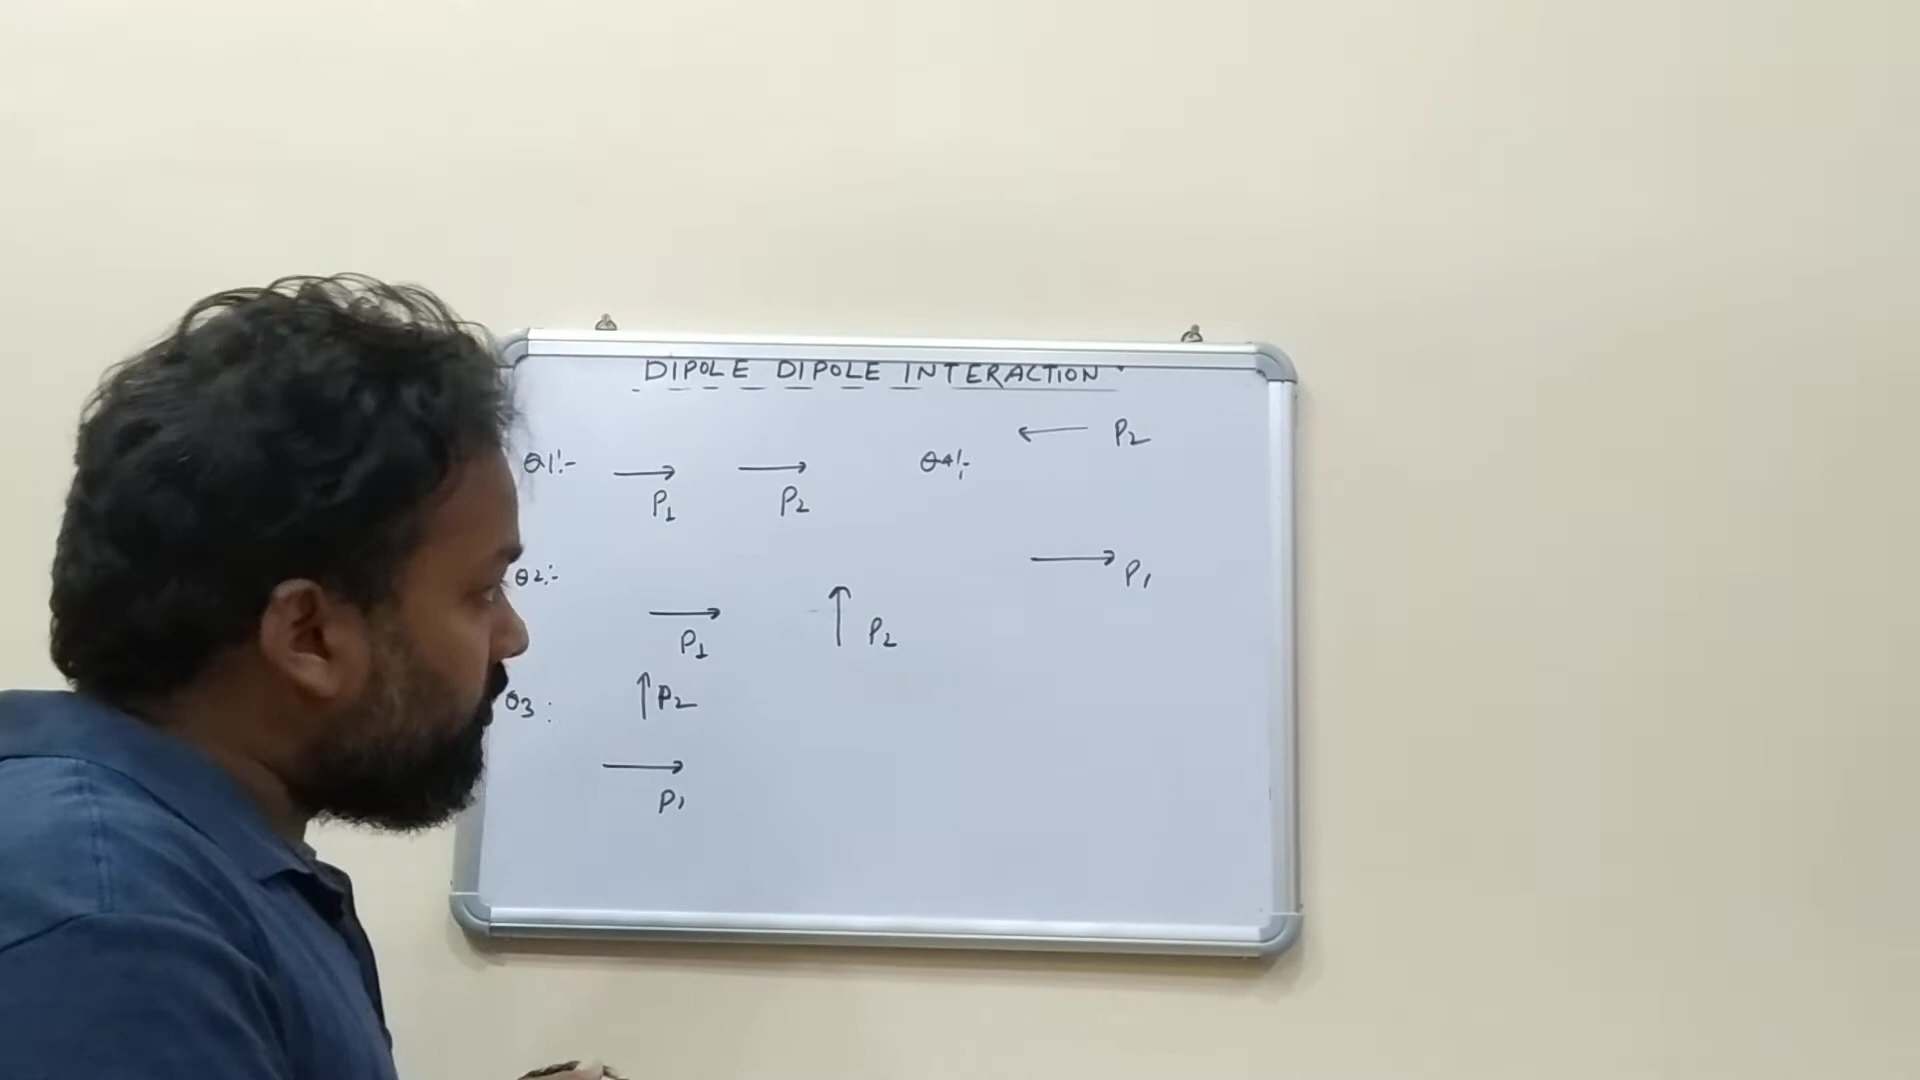 DIPOLE DIPOLE INTERACTION
Q1:-
P1 P2
Q2:-
P1 P2
Q3:
P2
P1
Q4:-
P2
P1